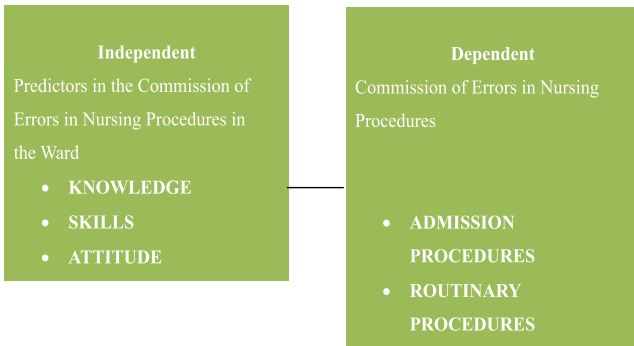 Independent
Predictors in the Commission of
Errors in Nursing Procedures in
the Ward
• KNOWLEDGE
• SKILLS
• ATTITUDE
Dependent
Commission of Errors in Nursing
Procedures
• ADMISSION
PROCEDURES
• ROUTINARY
PROCEDURES